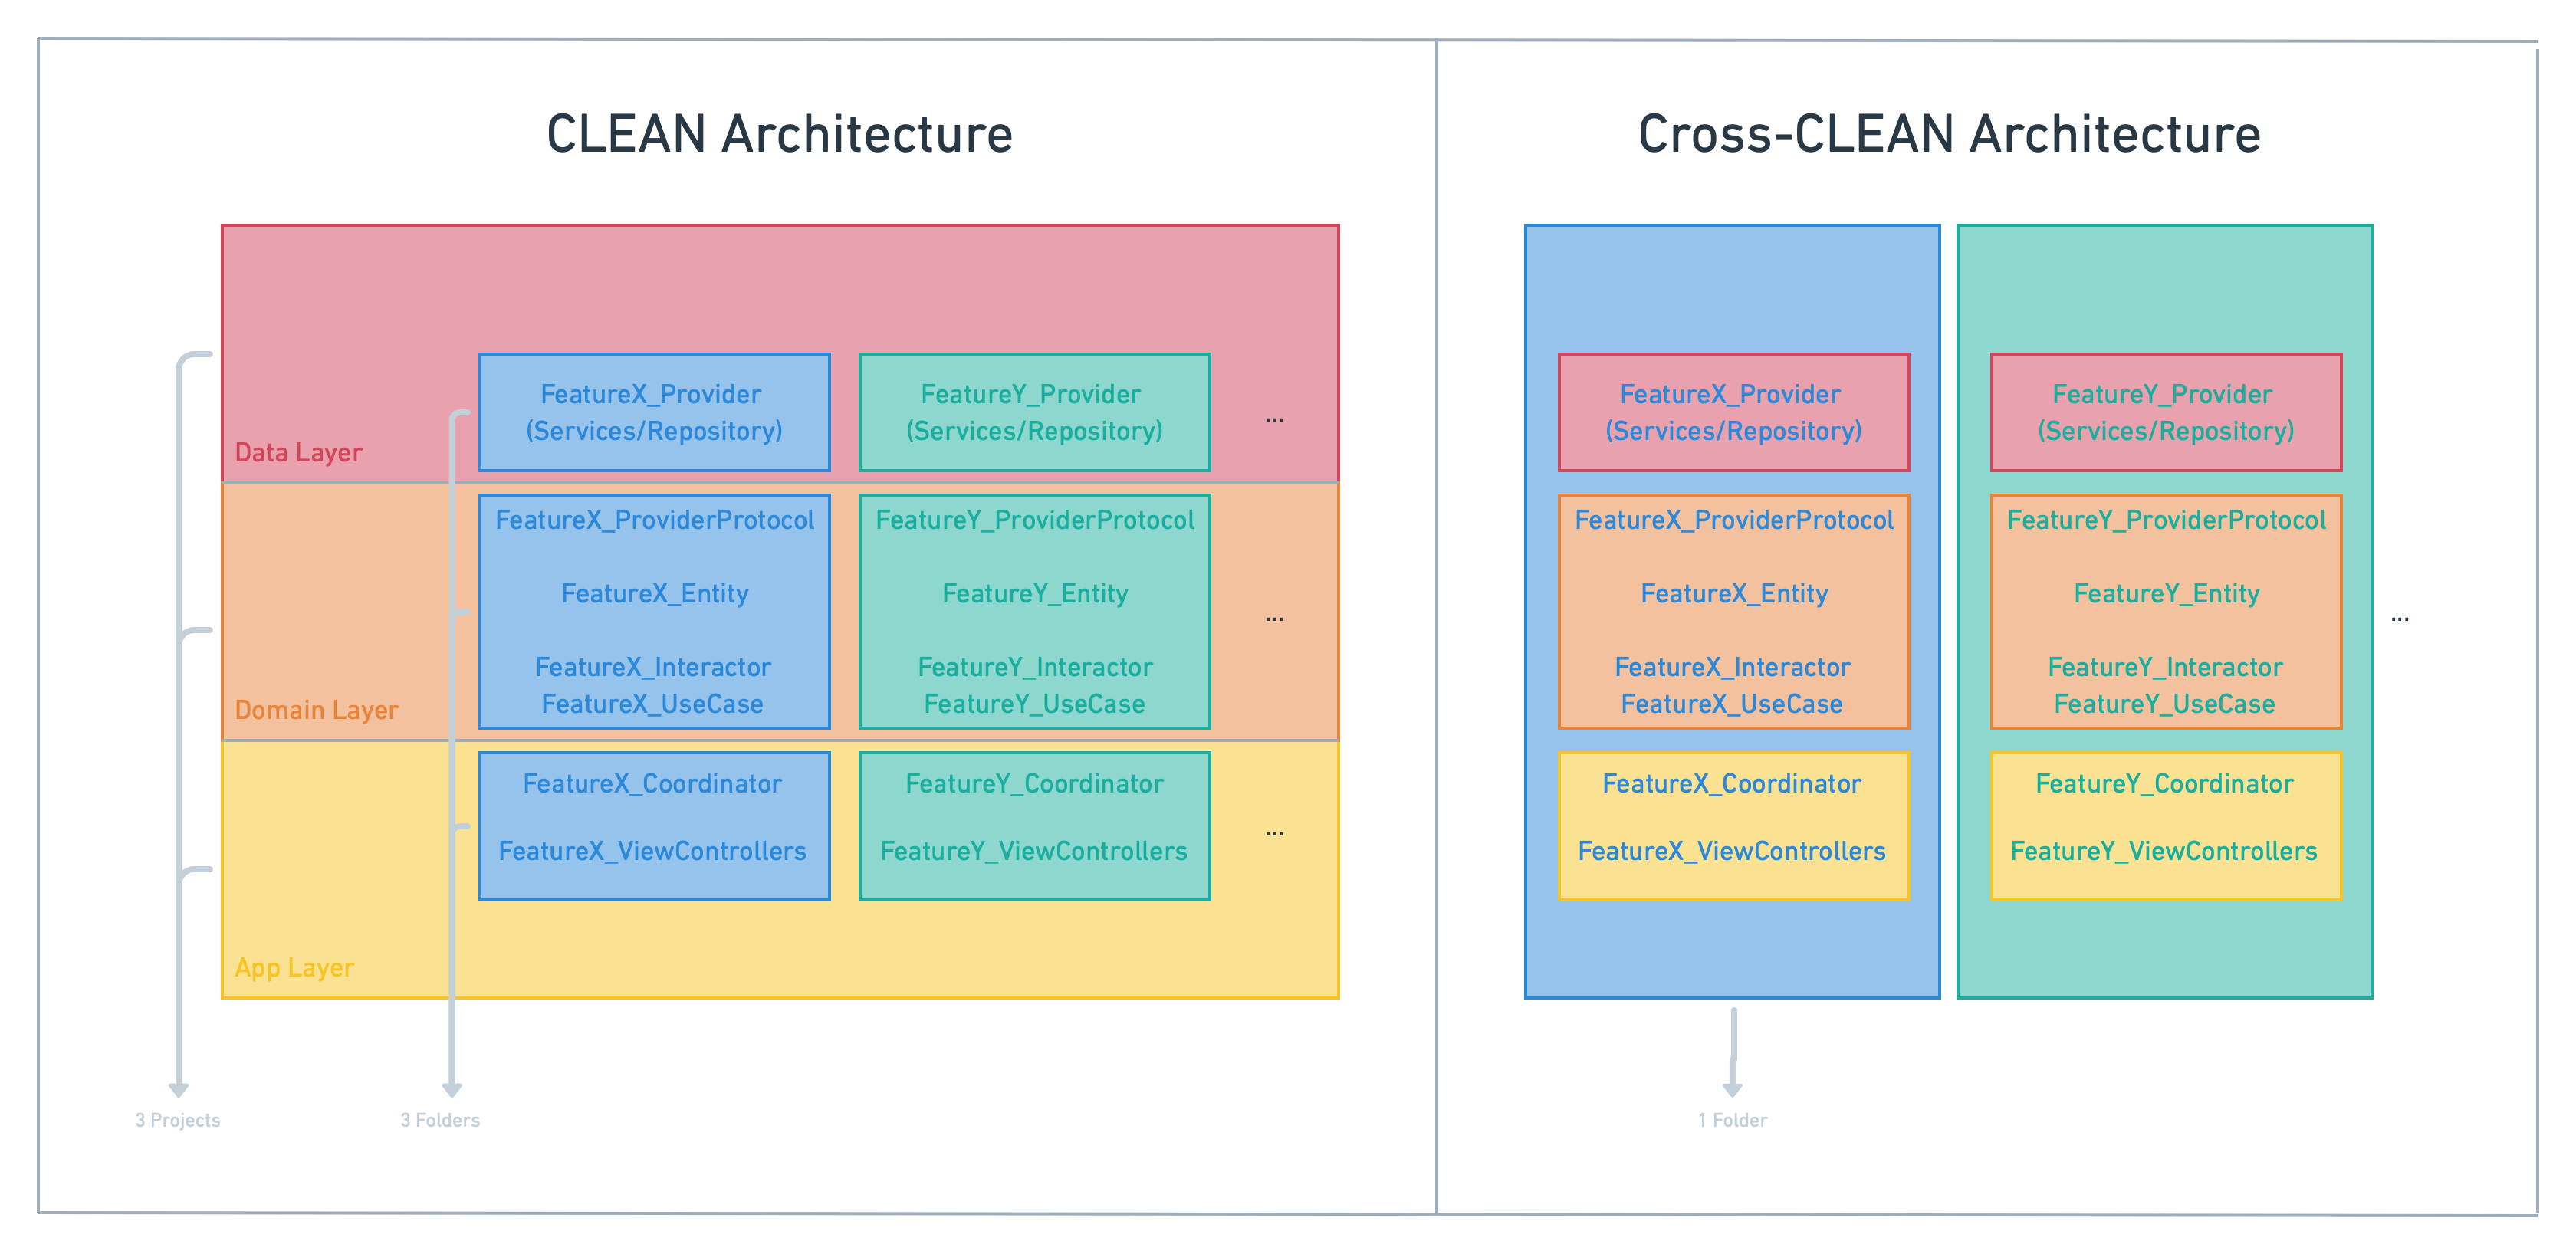 CLEAN Architecture
Data Layer
FeatureX_Provider
(Services/Repository)
FeatureY_Provider
(Services/Repository)
...
Domain Layer
FeatureX_ProviderProtocol
FeatureX_Entity
FeatureX_Interactor
FeatureX_UseCase
FeatureY_ProviderProtocol
FeatureY_Entity
FeatureY_Interactor
FeatureY_UseCase
...
App Layer
FeatureX_Coordinator
FeatureX_ViewControllers
FeatureY_Coordinator
FeatureY_ViewControllers
...
3 Projects
3 Folders
Cross-CLEAN Architecture
FeatureX_Provider
(Services/Repository)
FeatureX_ProviderProtocol
FeatureX_Entity
FeatureX_Interactor
FeatureX_UseCase
FeatureX_Coordinator
FeatureX_ViewControllers
FeatureY_Provider
(Services/Repository)
FeatureY_ProviderProtocol
FeatureY_Entity
FeatureY_Interactor
FeatureY_UseCase
FeatureY_Coordinator
FeatureY_ViewControllers
...
1 Folder